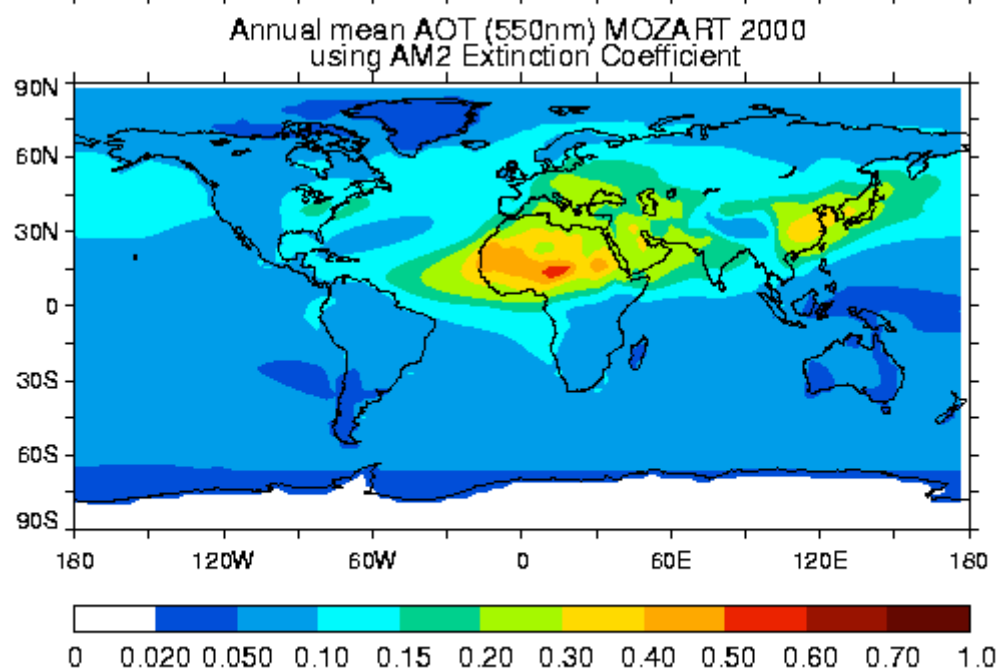 Annual mean AOT (550nm) MOZART 2000
using AM2 Extinction Coefficient
90N
60N
30N
0
30S
60S
90S
180 120W 60W 0 60E 120E 180
0 0.020 0.050 0.10 0.15 0.20 0.30 0.40 0.50 0.60 0.70 1.0